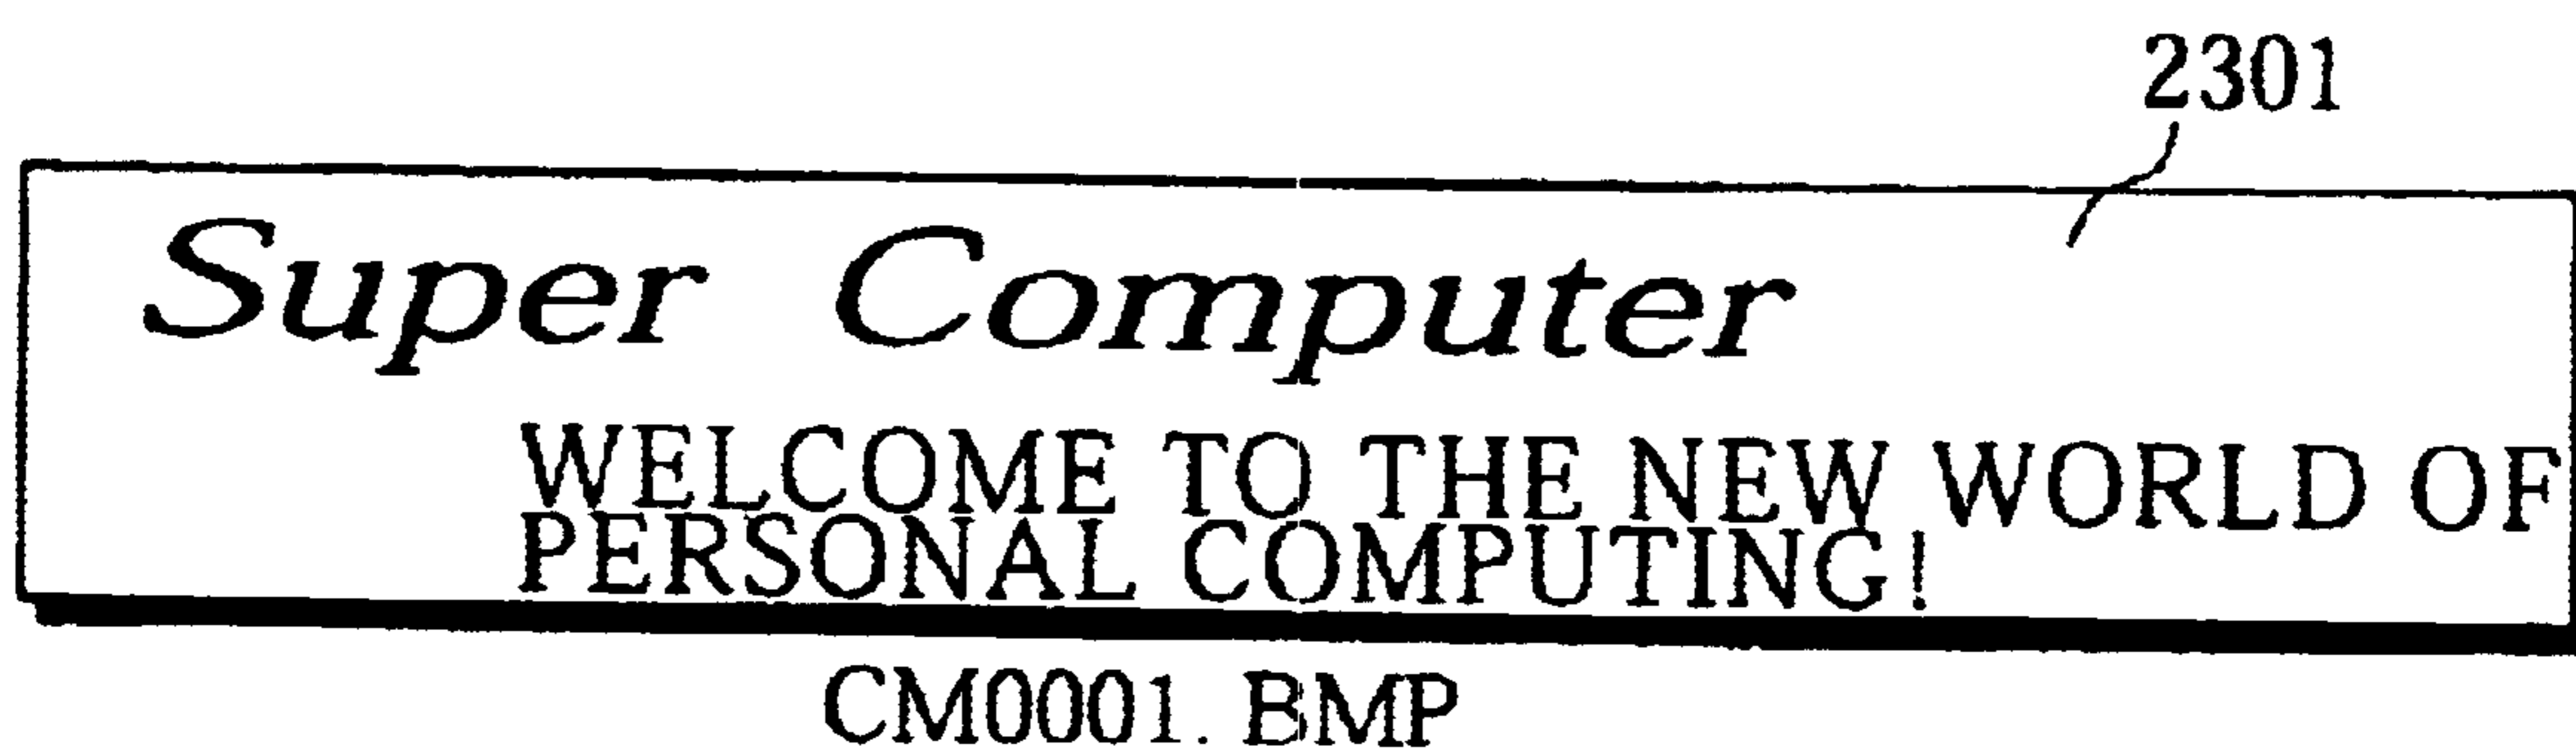 2301
Super Computer
WELCOME TO THE NEW WORLD OF
PERSONAL COMPUTING!
CM0001. BMP